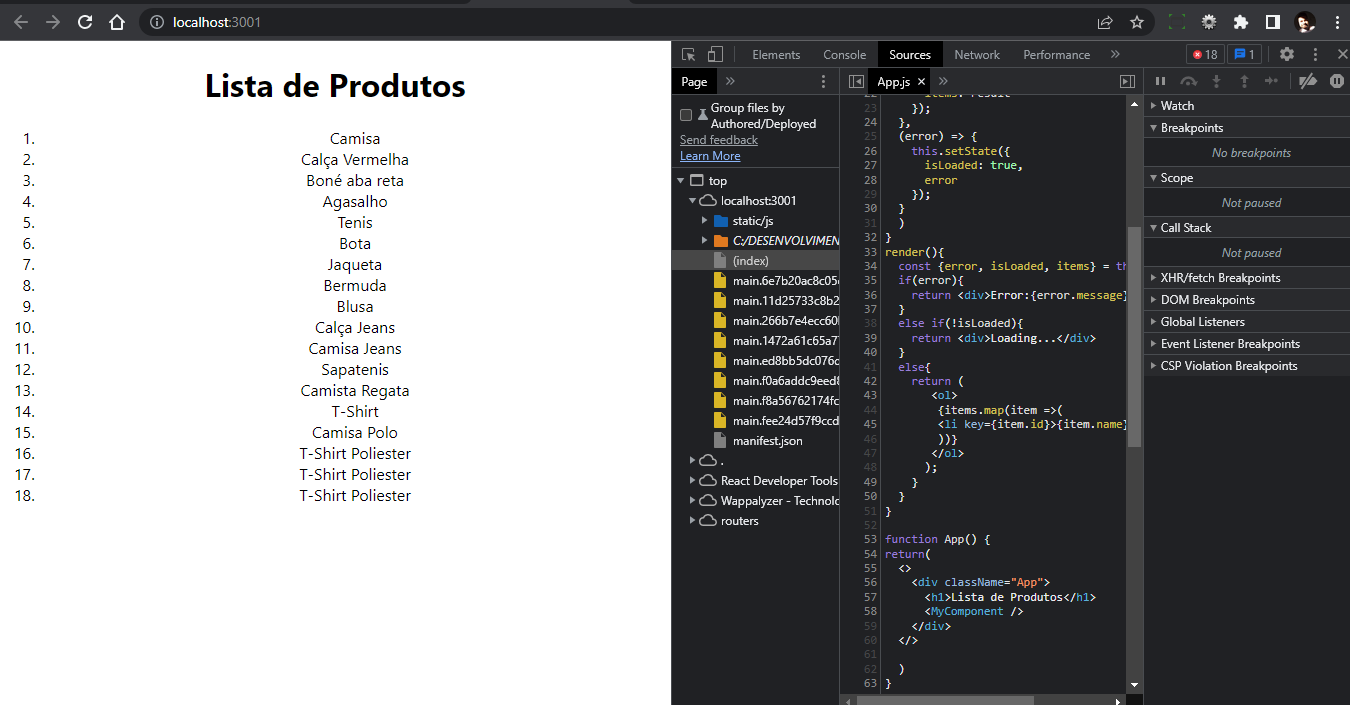 localhost:3001
Lista de Produtos
1. Camisa
2. Calça Vermelha
3. Boné aba reta
4. Agasalho
5. Tenis
6. Bota
7. Jaqueta
8. Bermuda
9. Blusa
10. Calça Jeans
11. Camisa Jeans
12. Sapatenis
13. Camista Regata
14. T-Shirt
15. Camisa Polo
16. T-Shirt Poliester
17. T-Shirt Poliester
18. T-Shirt Poliester
Elements Console Sources Network Performance » 18 1
Page »
Group files by
Authored/Deployed
Send feedback
Learn More
top
localhost:3001
static/js
C:/DESENVOLVIMEN
(index)
main.6e7b20ac8c05
main.11d25733c8b2
main.266b7e4ecc60
main.1472a61c65a7
main.ed8bb5dc076c
main.f0a6addc9eed8
main.f8a56762174fc
main.fee24d57f9ccd
manifest.json
.
React Developer Tools
Wappalyzer - Technolo
routers
App.js × »
22 items: result
23 });
24 },
25 (error) => {
26 this.setState({
27 isLoaded: true,
28 error
29 });
30 }
31 )
32 }
33 render(){
34 const {error, isLoaded, items} = th
35 if(error){
36 return <div>Error:{error.message}
37 }
38 else if(!isLoaded){
39 return <div>Loading...</div>
40 }
41 else{
42 return (
43 <ol>
44 {items.map(item =>(
45 <li key={item.id}>{item.name}
46 ))}
47 </ol>
48 );
49 }
50 }
51 }
52
53 function App() {
54 return(
55 <>
56 <div className="App">
57 <h1>Lista de Produtos</h1>
58 <MyComponent />
59 </div>
60 </>
61
62 )
63 }
Watch
Breakpoints
No breakpoints
Scope
Not paused
Call Stack
Not paused
XHR/fetch Breakpoints
DOM Breakpoints
Global Listeners
Event Listener Breakpoints
CSP Violation Breakpoints